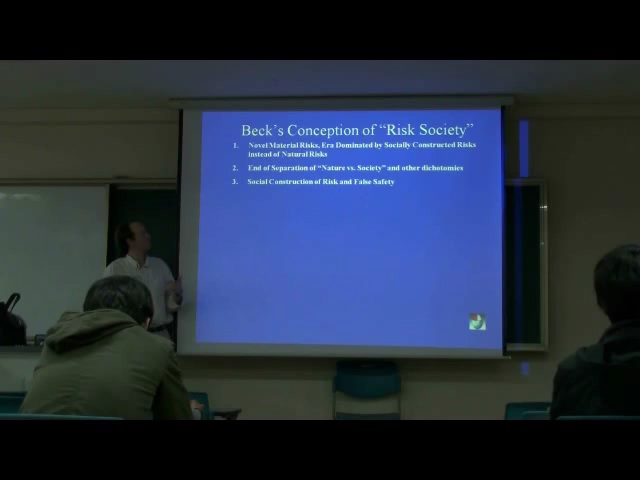 Beck's Conception of "Risk Society"
1. Novel Material Risks, Era Dominated by Socially Constructed Risks
instead of Natural Risks
2. End of Separation of "Nature vs. Society" and other dichotomies
3. Social Construction of Risk and False Safety